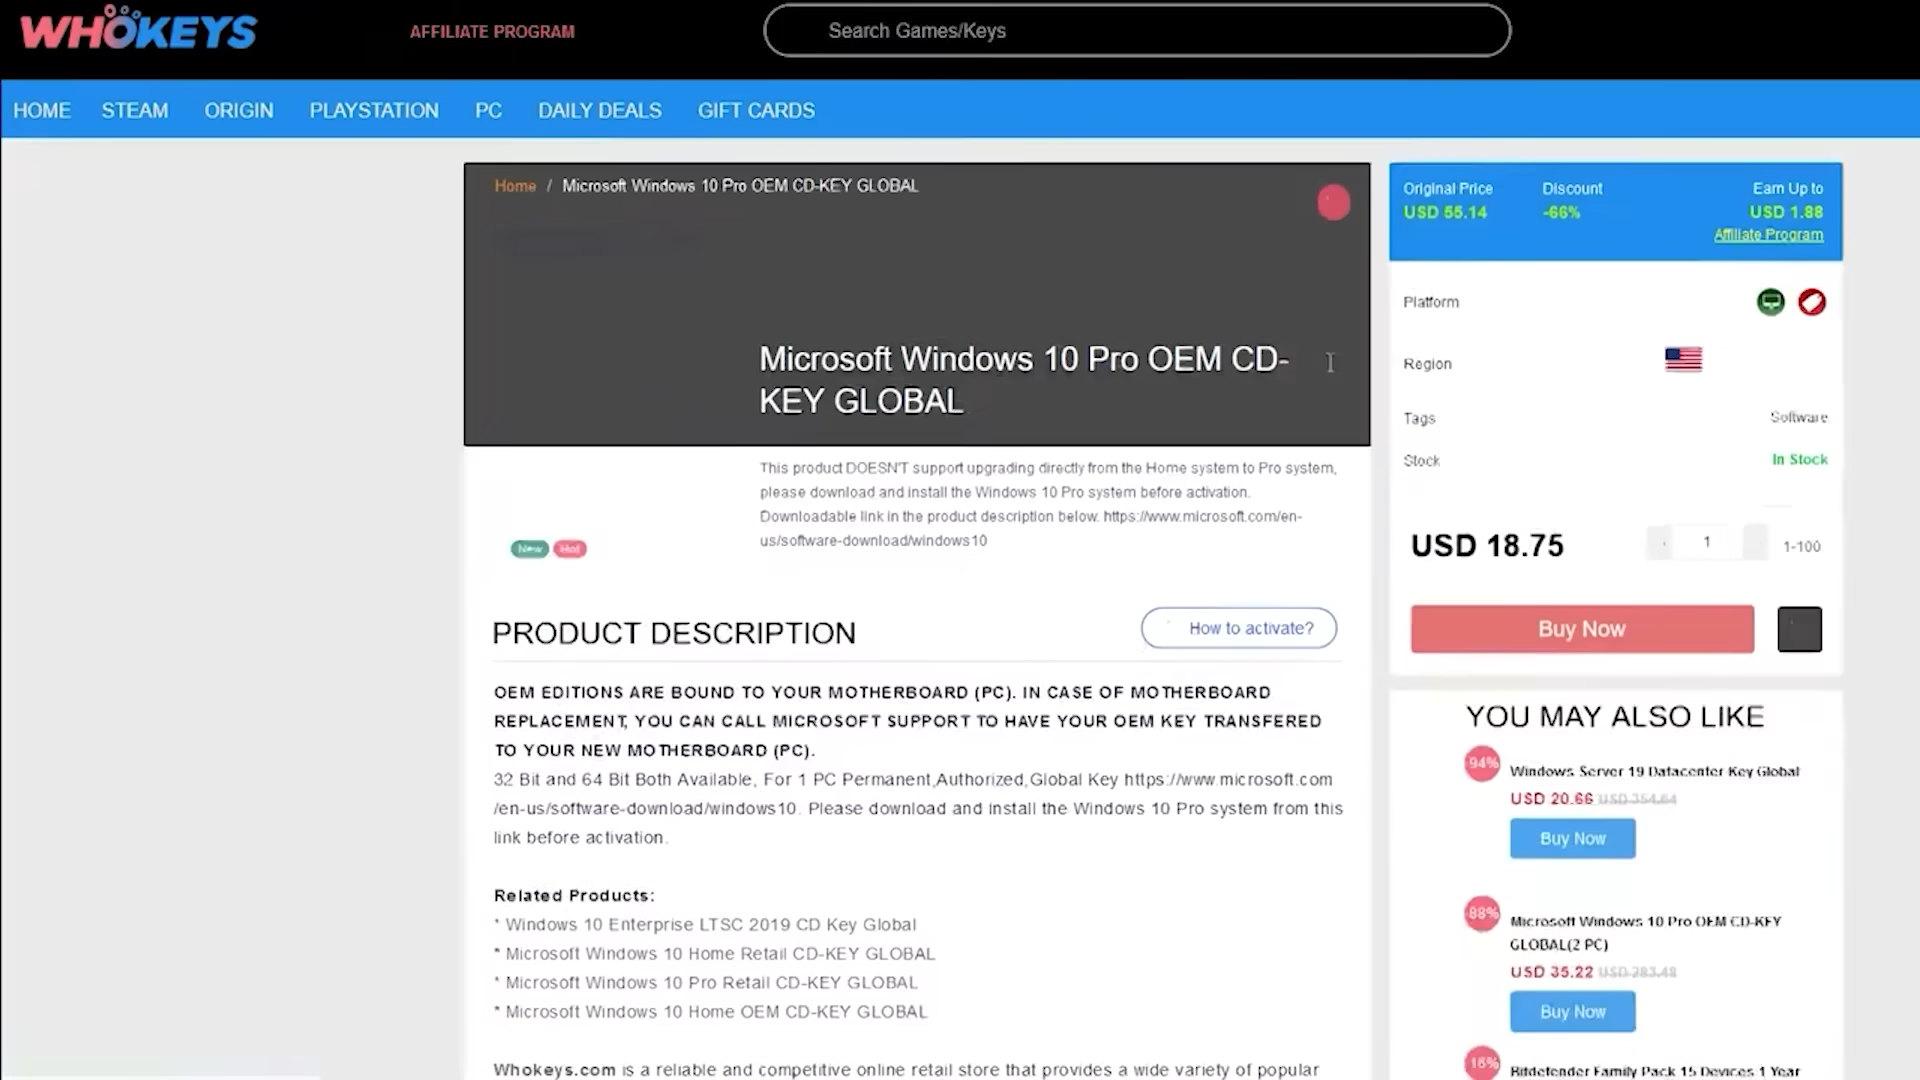 WHOKEYS
AFFILIATE PROGRAM
Search Games/Keys
HOME STEAM ORIGIN PLAYSTATION PC DAILY DEALS GIFT CARDS
Home / Microsoft Windows 10 Pro OEM CD-KEY GLOBAL
Microsoft Windows 10 Pro OEM CD-
KEY GLOBAL
This product DOESN'T support upgrading directly from the Home system to Pro system,
please download and install the Windows 10 Pro system before activation.
Downloadable link in the product description below. https://www.microsoft.com/en-
us/software-download/windows10
New Hot
PRODUCT DESCRIPTION
How to activate?
OEM EDITIONS ARE BOUND TO YOUR MOTHERBOARD (PC). IN CASE OF MOTHERBOARD
REPLACEMENT, YOU CAN CALL MICROSOFT SUPPORT TO HAVE YOUR OEM KEY TRANSFERED
TO YOUR NEW MOTHERBOARD (PC).
32 Bit and 64 Bit Both Available, For 1 PC Permanent,Authorized,Global Key https://www.microsoft.com
/en-us/software-download/windows10. Please download and install the Windows 10 Pro system from this
link before activation.
Related Products:
* Windows 10 Enterprise LTSC 2019 CD Key Global
* Microsoft Windows 10 Home Retail CD-KEY GLOBAL
* Microsoft Windows 10 Pro Retail CD-KEY GLOBAL
* Microsoft Windows 10 Home OEM CD-KEY GLOBAL
Whokeys.com is a reliable and competitive online retail store that provides a wide variety of popular
Original Price Discount Earn Up to
USD 55.14 -66% USD 1.88
Affiliate Program
Platform
Region
Tags Software
Stock In Stock
USD 18.75 1 1-100
Buy Now
YOU MAY ALSO LIKE
-94%
Windows Server 19 Datacenter Key Global
USD 20.66 USD 354.64
Buy Now
-88%
Microsoft Windows 10 Pro OEM CD-KEY
GLOBAL(2 PC)
USD 35.22 USD 283.48
Buy Now
-16%
Bitdefender Family Pack 15 Devices 1 Year